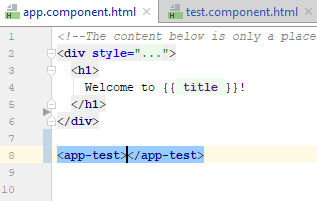 app.component.html × test.component.html ×
1 <!--The content below is only a place
2 <div style="...">
3 <h1>
4 Welcome to {{ title }}!
5 </h1>
6 </div>
7
8 <app-test></app-test>
9
10